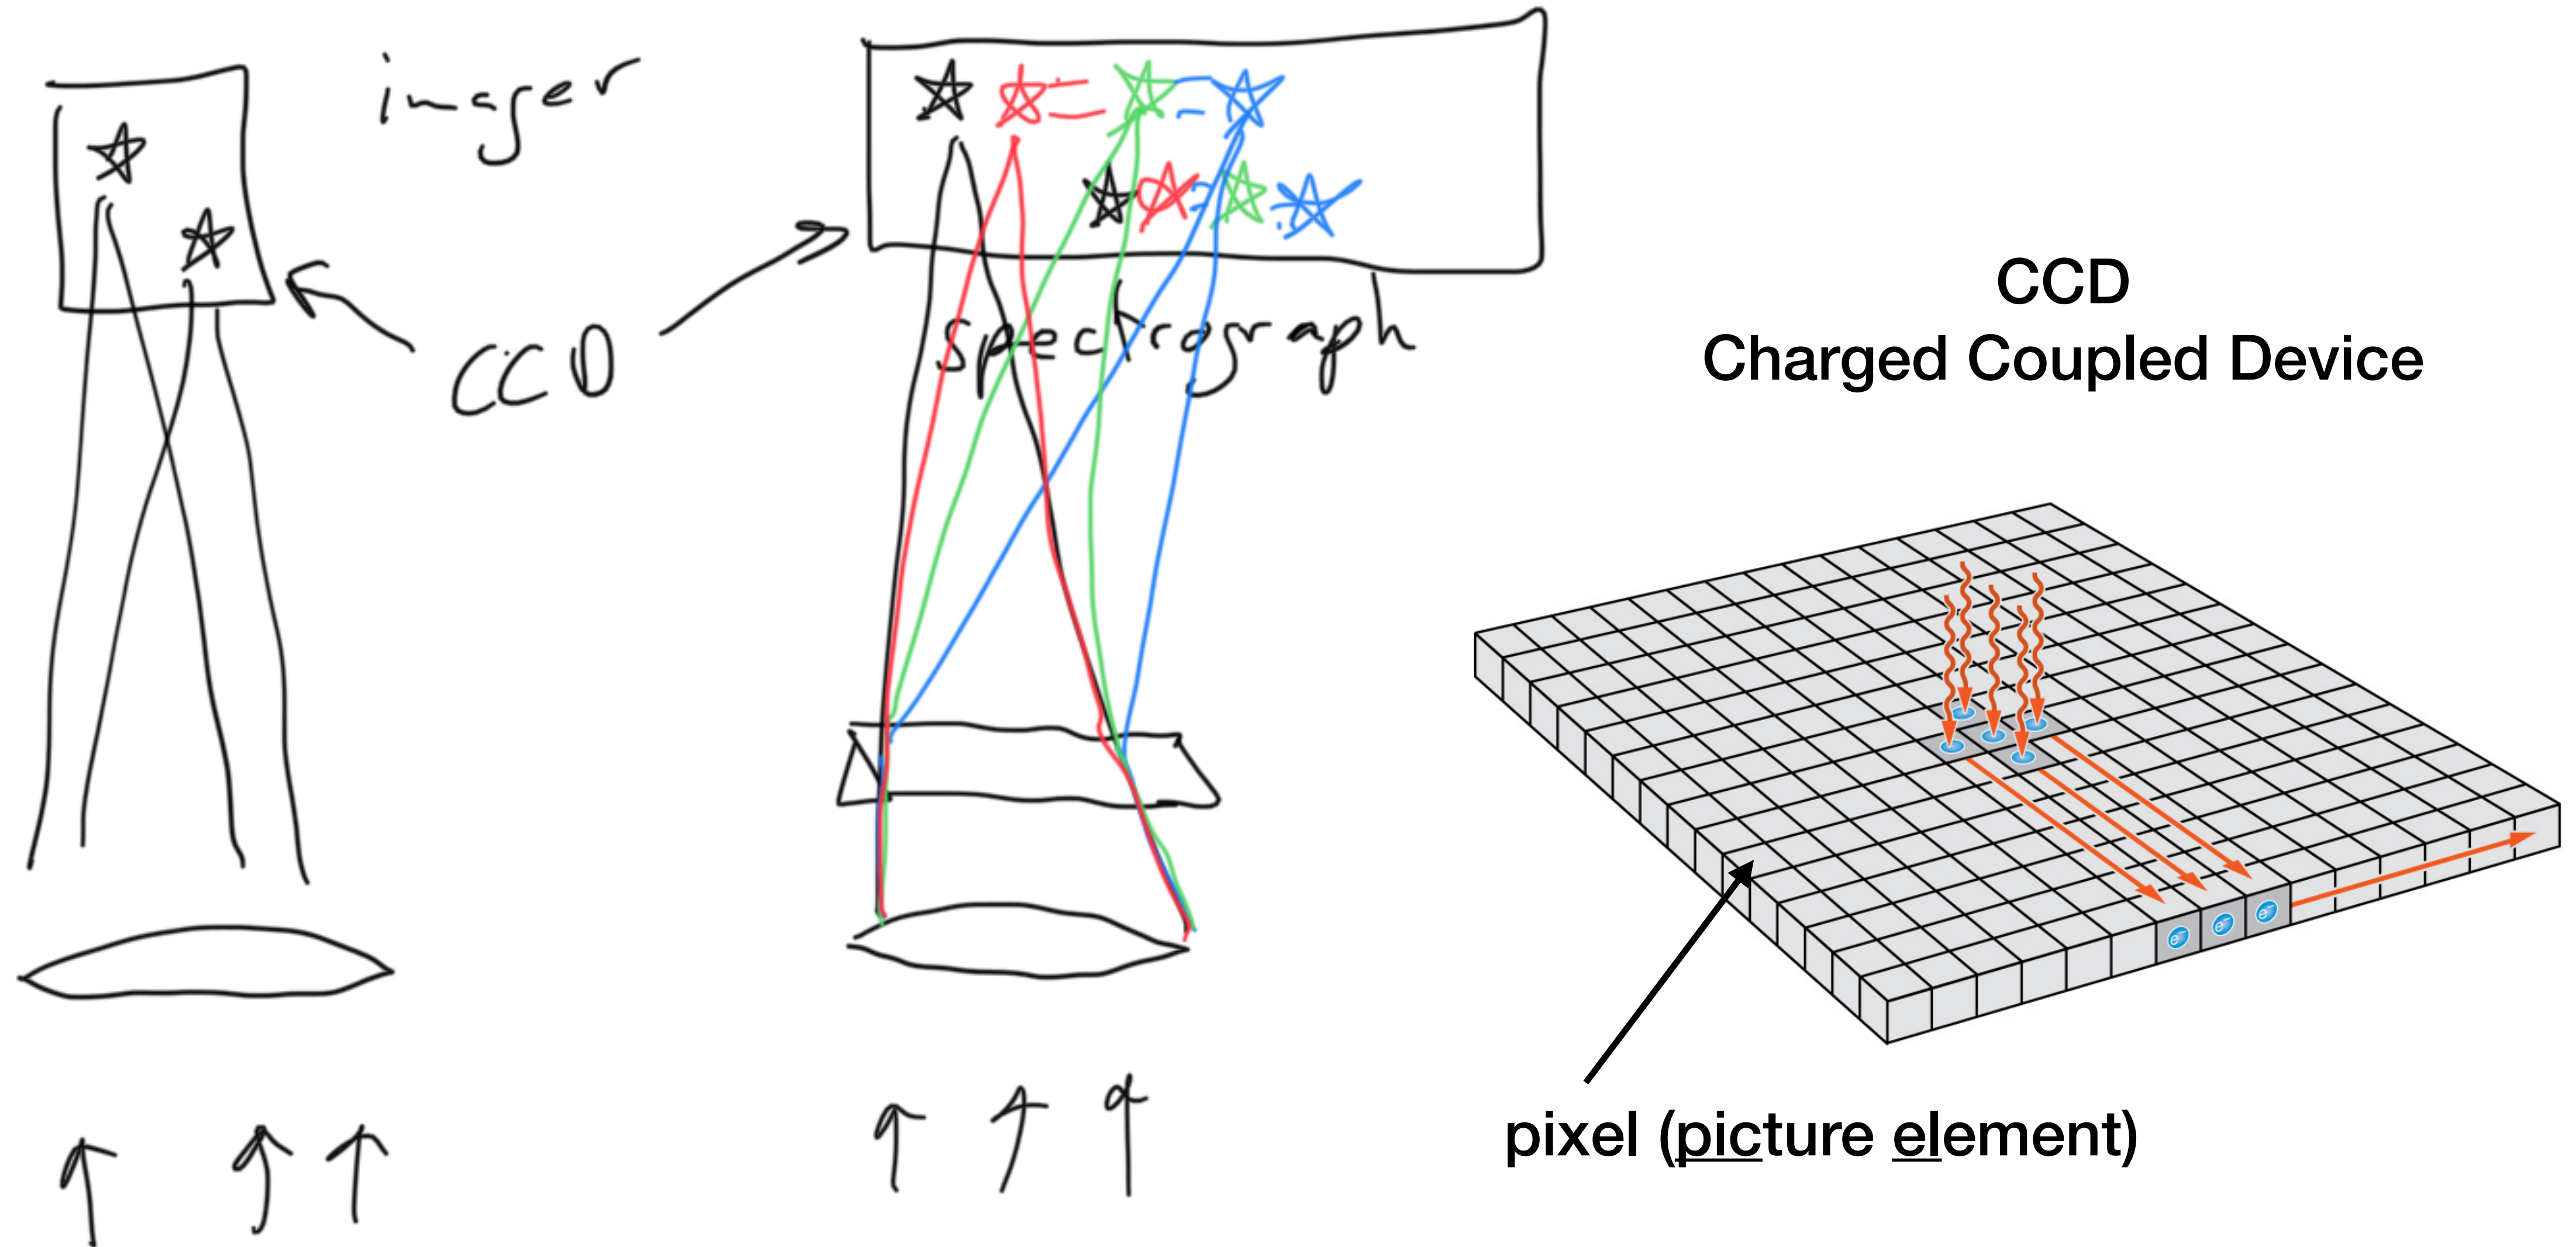 imager
CCD
spectrograph
CCD
Charged Coupled Device
e⁻ e⁻ e⁻
pixel (picture element)